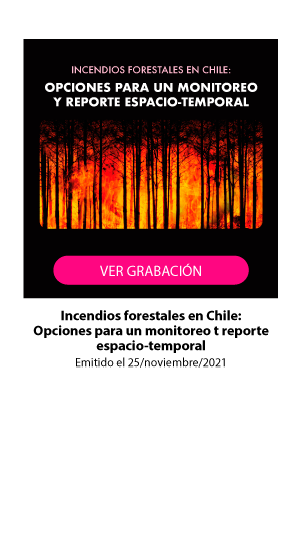 INCENDIOS FORESTALES EN CHILE:
OPCIONES PARA UN MONITOREO
Y REPORTE ESPACIO-TEMPORAL
VER GRABACIÓN
Incendios forestales en Chile:
Opciones para un monitoreo t reporte
espacio-temporal
Emitido el 25/noviembre/2021